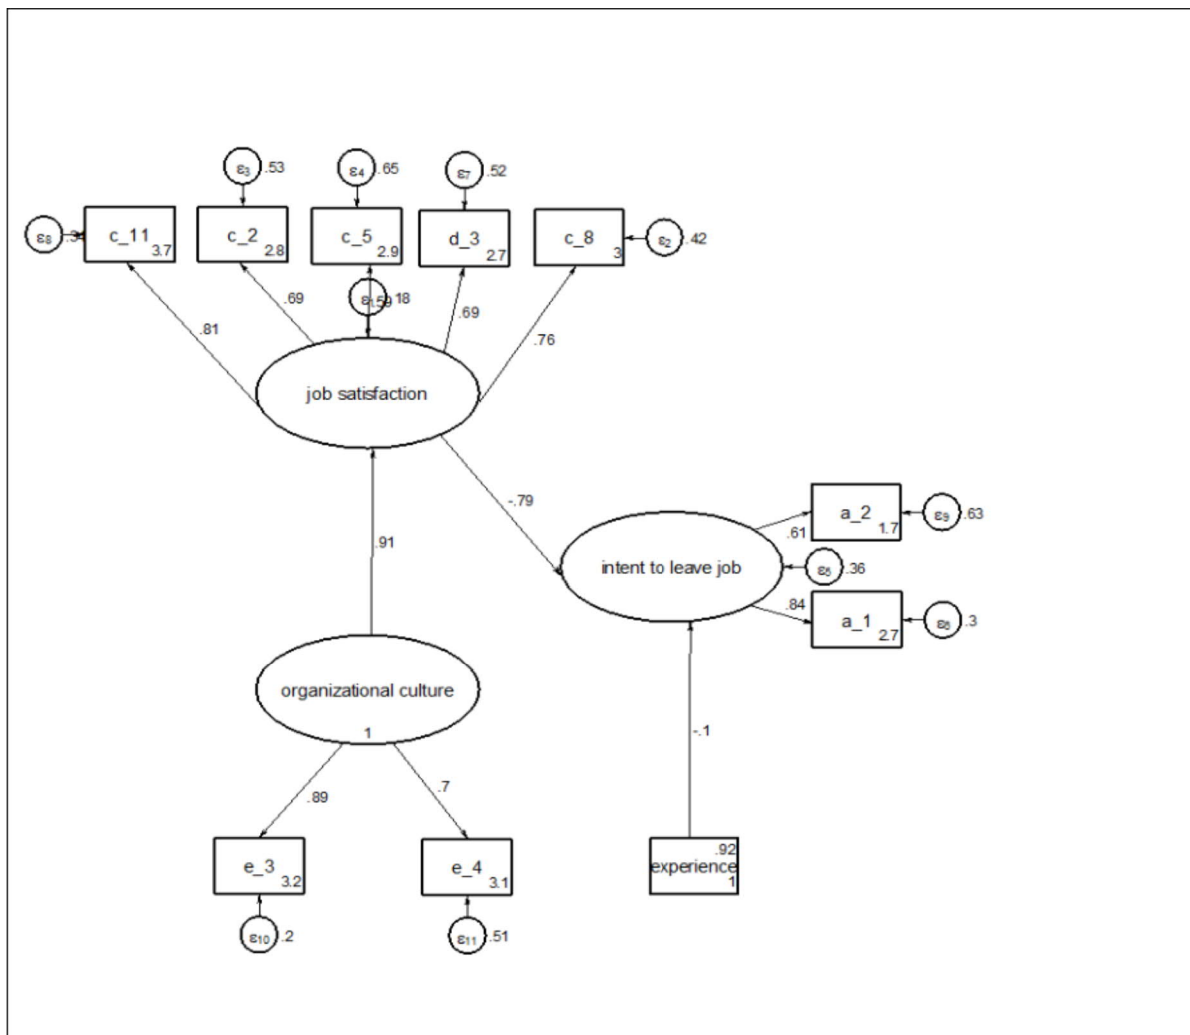 ε3 .53
ε4 .65
ε7 .52
ε8
c_11
3.7
c_2
2.8
c_5
2.9
d_3
2.7
c_8
3
ε2 .42
.81
.69
.59
.18
.69
.76
job satisfaction
-.79
.91
a_2
1.7
ε9 .63
.61
intent to leave job
.36
.84
a_1
2.7
.3
organizational culture
1
-.1
.89
.7
e_3
3.2
e_4
3.1
.92
experience
1
ε10 .2
ε11 .51